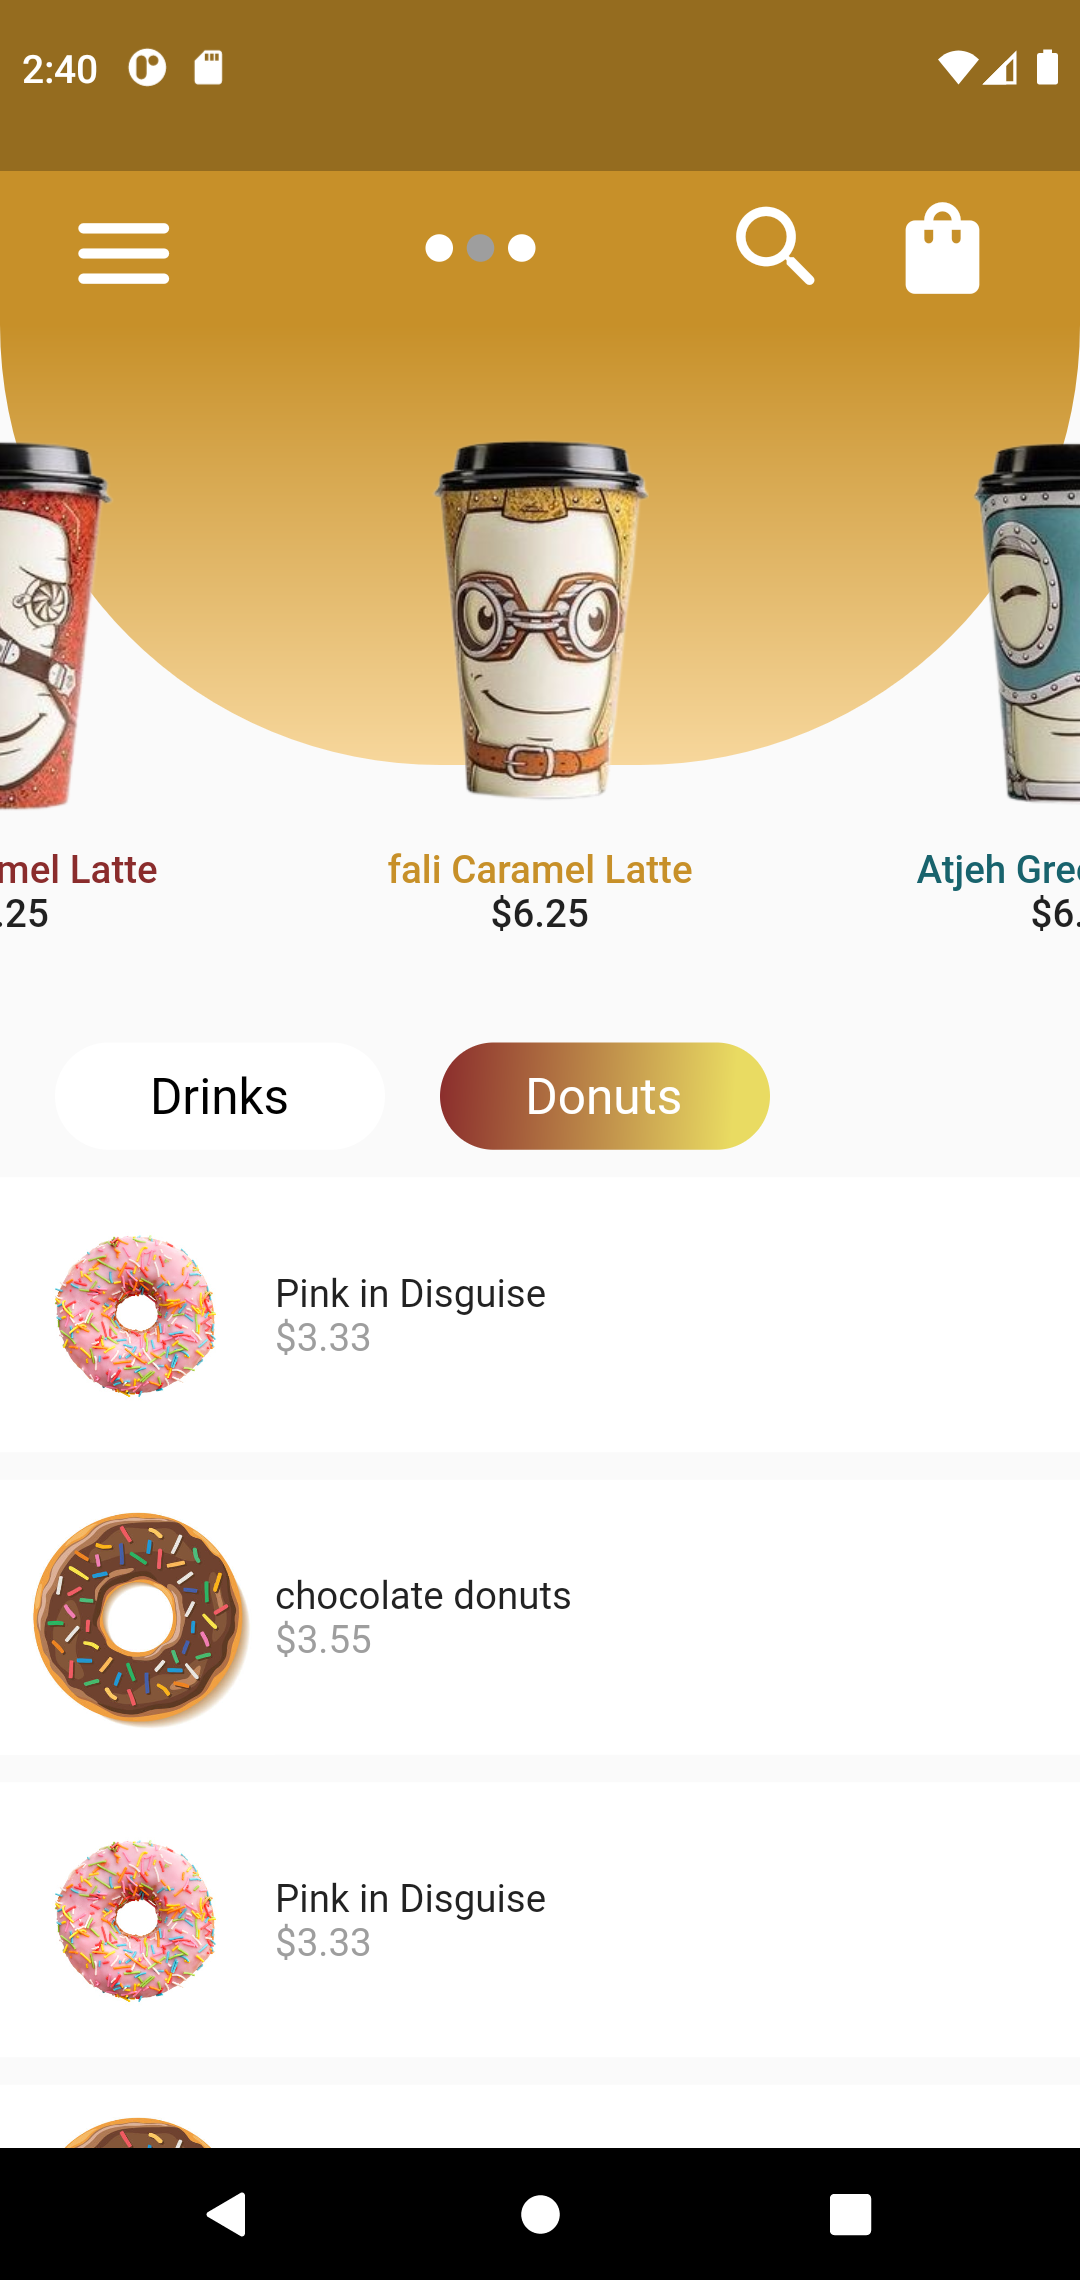 2:40
mel Latte
.25
fali Caramel Latte
$6.25
Atjeh Gre
$6.
Drinks
Donuts
Pink in Disguise
$3.33
chocolate donuts
$3.55
Pink in Disguise
$3.33